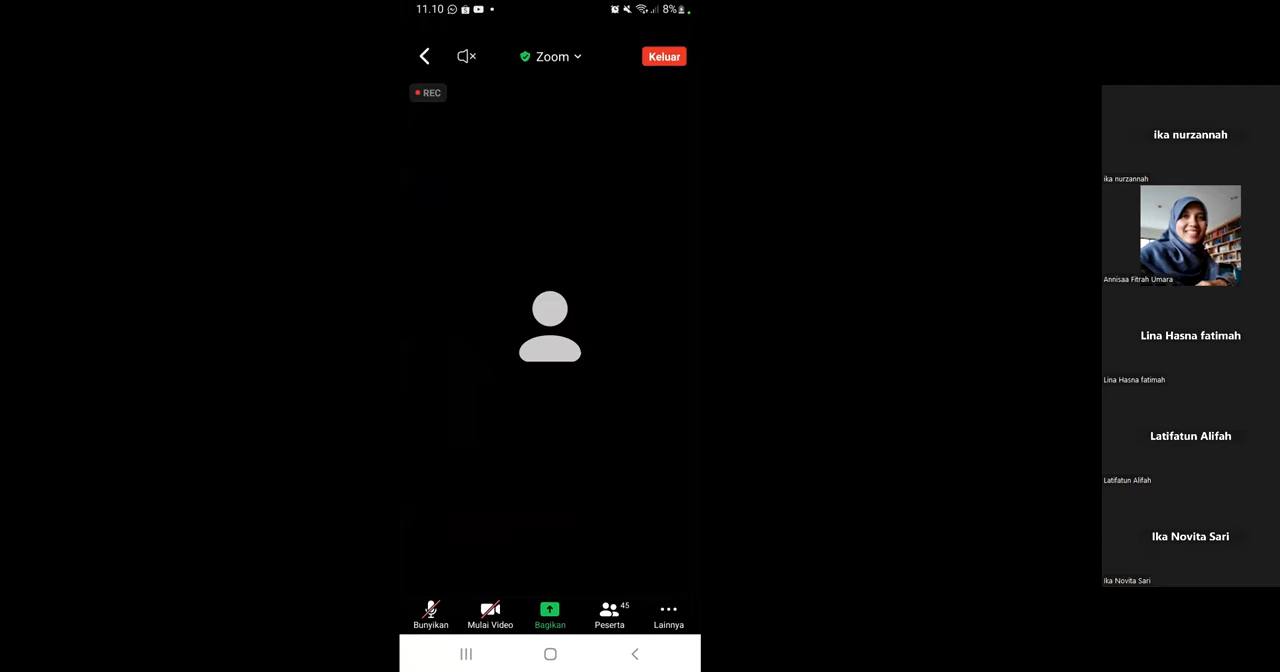 11.10 8%
Zoom
Keluar
REC
ika nurzannah
ika nurzannah
Annisaa Fitrah Umara
Lina Hasna fatimah
Lina Hasna fatimah
Latifatun Alifah
Latifatun Alifah
Ika Novita Sari
Ika Novita Sari
45
Bunyikan Mulai Video Bagikan Peserta Lainnya